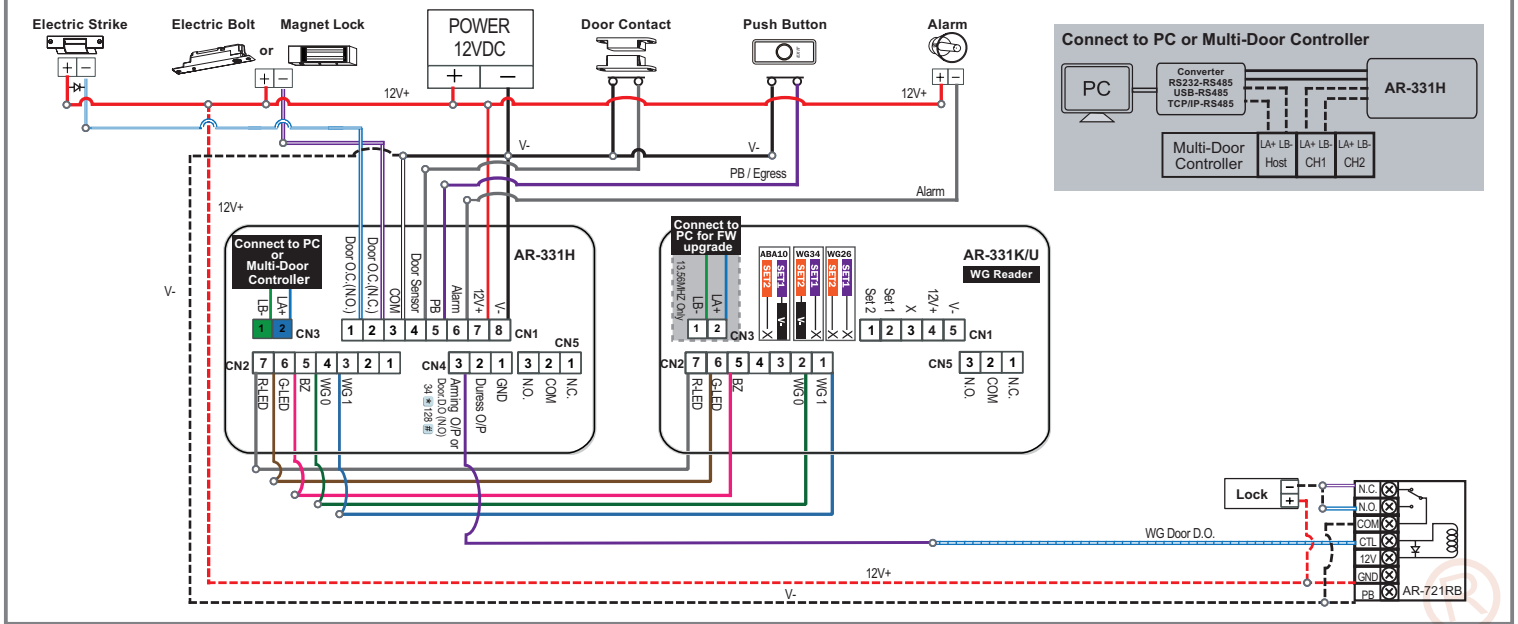 Electric Strike
Electric Bolt
Magnet Lock
or
POWER
12VDC
Door Contact
Push Button
Alarm
+ −
+ −
+ −
+ −
12V+
12V+
V-
V-
PB / Egress
Alarm
12V+
V-
Connect to PC or Multi-Door Controller
PC
Converter
RS232-RS485
USB-RS485
TCP/IP-RS485
AR-331H
Multi-Door
Controller
LA+ LB-
Host
LA+ LB-
CH1
LA+ LB-
CH2
Connect to PC
or
Multi-Door
Controller
LB-
LA+
1 2
CN3
Door O.C.(N.O.)
Door O.C.(N.C.)
COM
Door Sensor
PB
Alarm
12V+
V-
AR-331H
1 2 3 4 5 6 7 8
CN1
CN5
CN2
7 6 5 4 3 2 1
R-LED
G-LED
BZ
WG 0
WG 1
CN4
3 2 1
Arming O/P or
Door.D.O (N.O)
34 * 128 #
Duress O/P
GND
3 2 1
N.O.
COM
N.C.
Connect to
PC for FW
upgrade
13.56MHZ Only
LB-
LA+
1 2
CN3
ABA10
SET2
SET1
X
V-
WG34
SET2
SET1
V-
X
WG26
SET2
SET1
X
X
AR-331K/U
WG Reader
Set 2
Set 1
X
12V+
V-
1 2 3 4 5
CN1
CN2
7 6 5 4 3 2 1
R-LED
G-LED
BZ
WG 0
WG 1
CN5
3 2 1
N.O.
COM
N.C.
Lock
−
+
N.C.
N.O.
COM
CTL
12V
GND
PB
AR-721RB
WG Door D.O.
12V+
V-
R